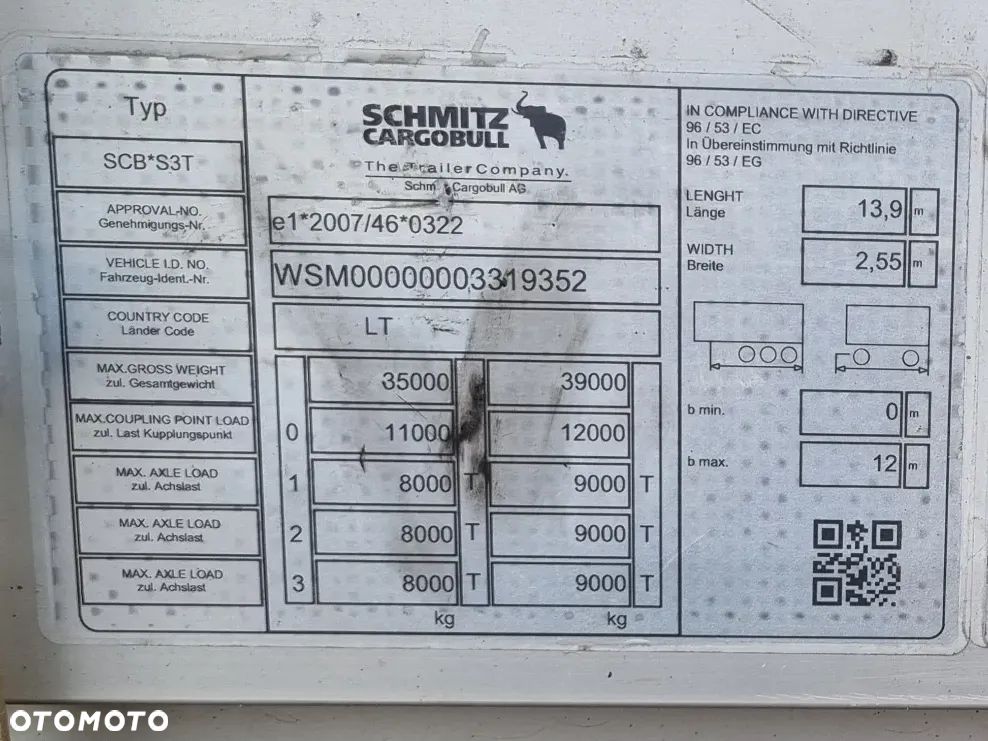 Typ
SCB*S3T
APPROVAL-NO.
Genehmigungs-Nr.
VEHICLE I.D. NO.
Fahrzeug-Ident.-Nr.
COUNTRY CODE
Länder Code
MAX.GROSS WEIGHT
zul. Gesamtgewicht
MAX.COUPLING POINT LOAD
zul. Last Kupplungspunkt
MAX. AXLE LOAD
zul. Achslast
MAX. AXLE LOAD
zul. Achslast
MAX. AXLE LOAD
zul. Achslast
SCHMITZ
CARGOBULL
The Trailer Company.
Schm. Cargobull AG
e1*2007/46*0322
WSM00000003319352
LT
35000 39000
0 11000 12000
1 8000 T 9000 T
2 8000 T 9000 T
3 8000 T 9000 T
kg kg
IN COMPLIANCE WITH DIRECTIVE
96 / 53 / EC
In Übereinstimmung mit Richtlinie
96 / 53 / EG
LENGHT
Länge
13,9 m
WIDTH
Breite
2,55 m
b min. 0 m
b max. 12 m
OTOMOTO